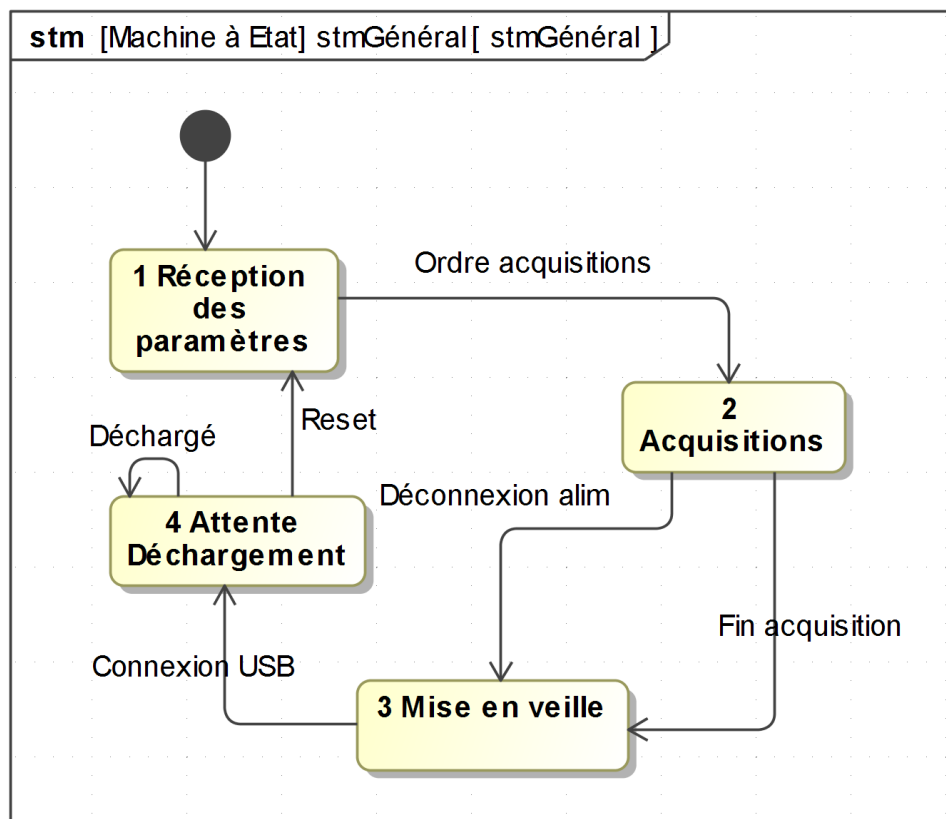 stm [Machine à Etat] stmGénéral[ stmGénéral ]
Ordre acquisitions
1 Réception
des
paramètres
2
Acquisitions
Reset
Déchargé
Déconnexion alim
4 Attente
Déchargement
Fin acquisition
Connexion USB
3 Mise en veille